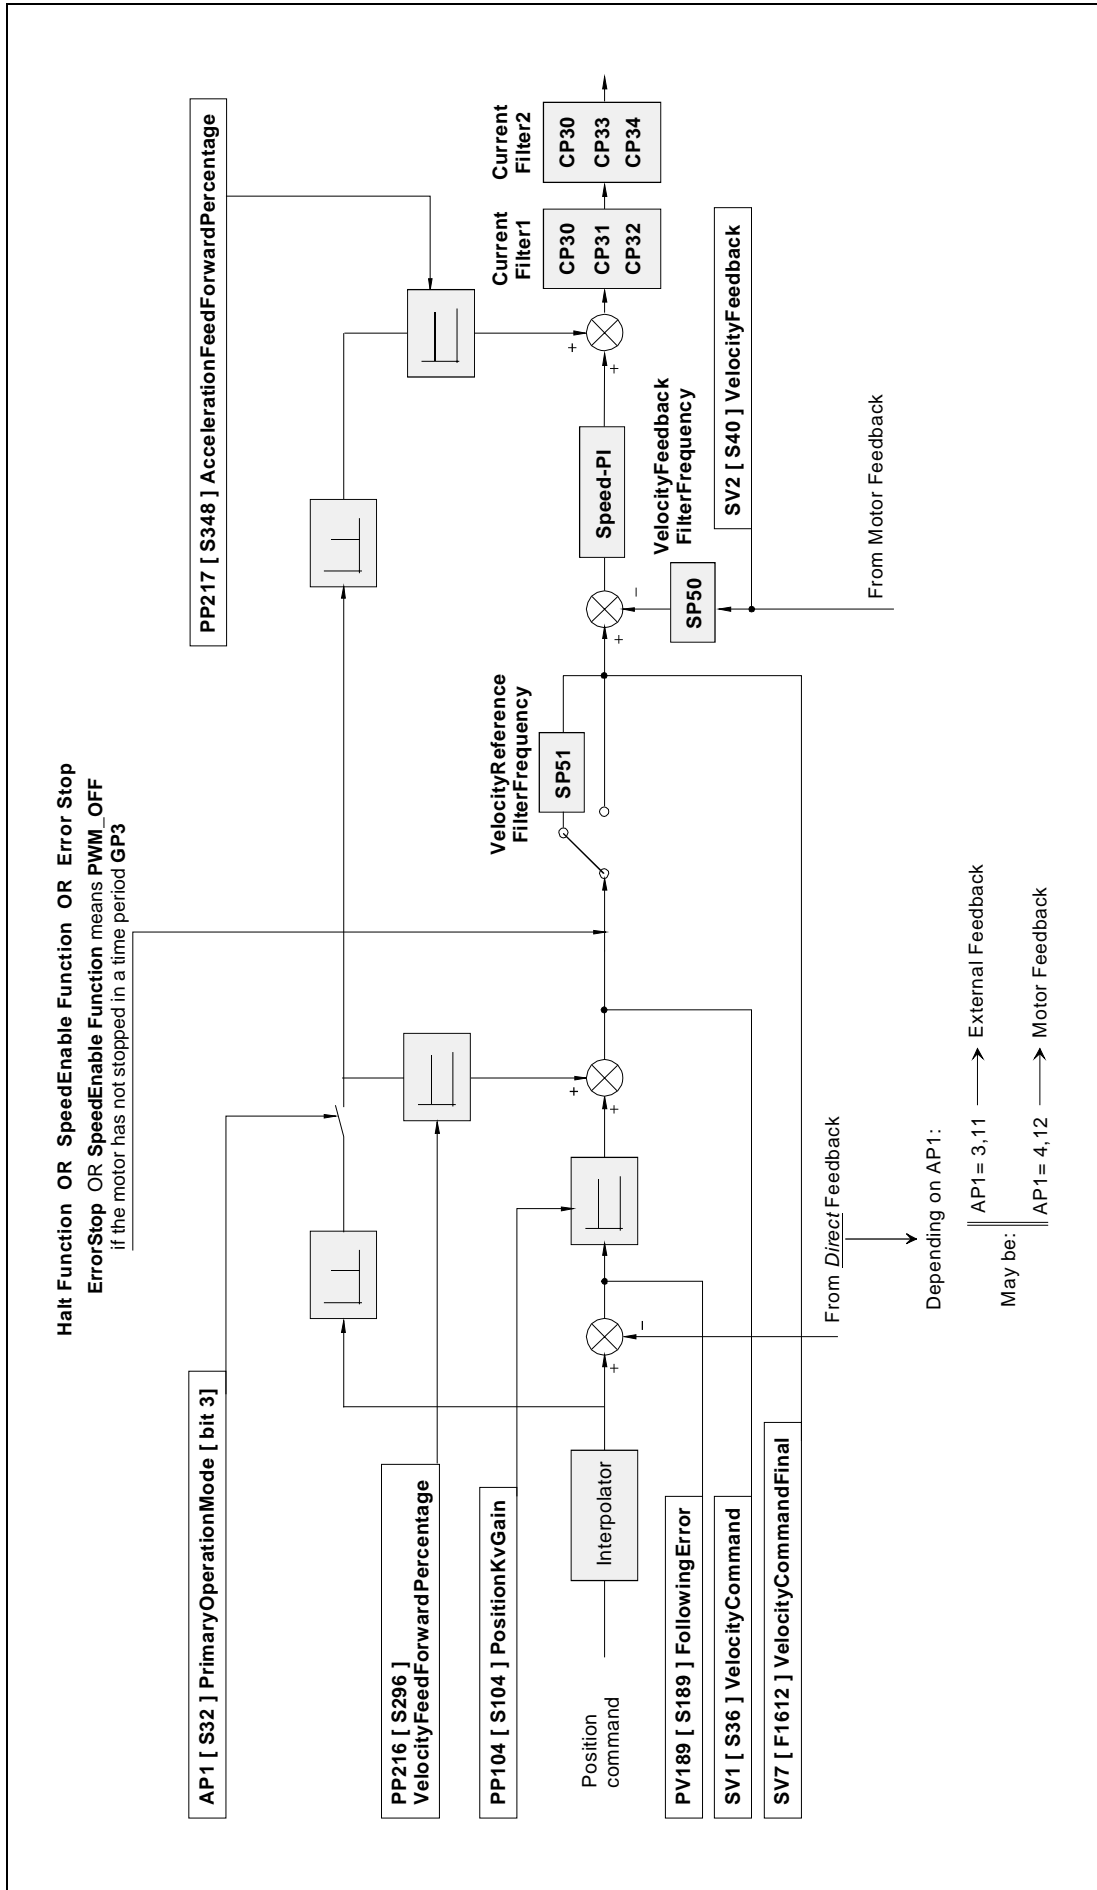 Halt Function OR SpeedEnable Function OR Error Stop
ErrorStop OR SpeedEnable Function means PWM_OFF
if the motor has not stopped in a time period GP3
AP1 [ S32 ] PrimaryOperationMode [ bit 3]
PP217 [ S348 ] AccelerationFeedForwardPercentage
PP216 [ S296 ]
VelocityFeedForwardPercentage
PP104 [ S104 ] PositionKvGain
Position
command
Interpolator
+
−
+
+
VelocityReference
FilterFrequency
SP51
+
−
Speed-PI
+
+
Current
Filter1
CP30
CP31
CP32
Current
Filter2
CP30
CP33
CP34
VelocityFeedback
FilterFrequency
SP50
SV2 [ S40 ] VelocityFeedback
From Motor Feedback
PV189 [ S189 ] FollowingError
SV1 [ S36 ] VelocityCommand
SV7 [ F1612 ] VelocityCommandFinal
From Direct Feedback
Depending on AP1:
May be:
AP1= 3,11 → External Feedback
AP1= 4,12 → Motor Feedback